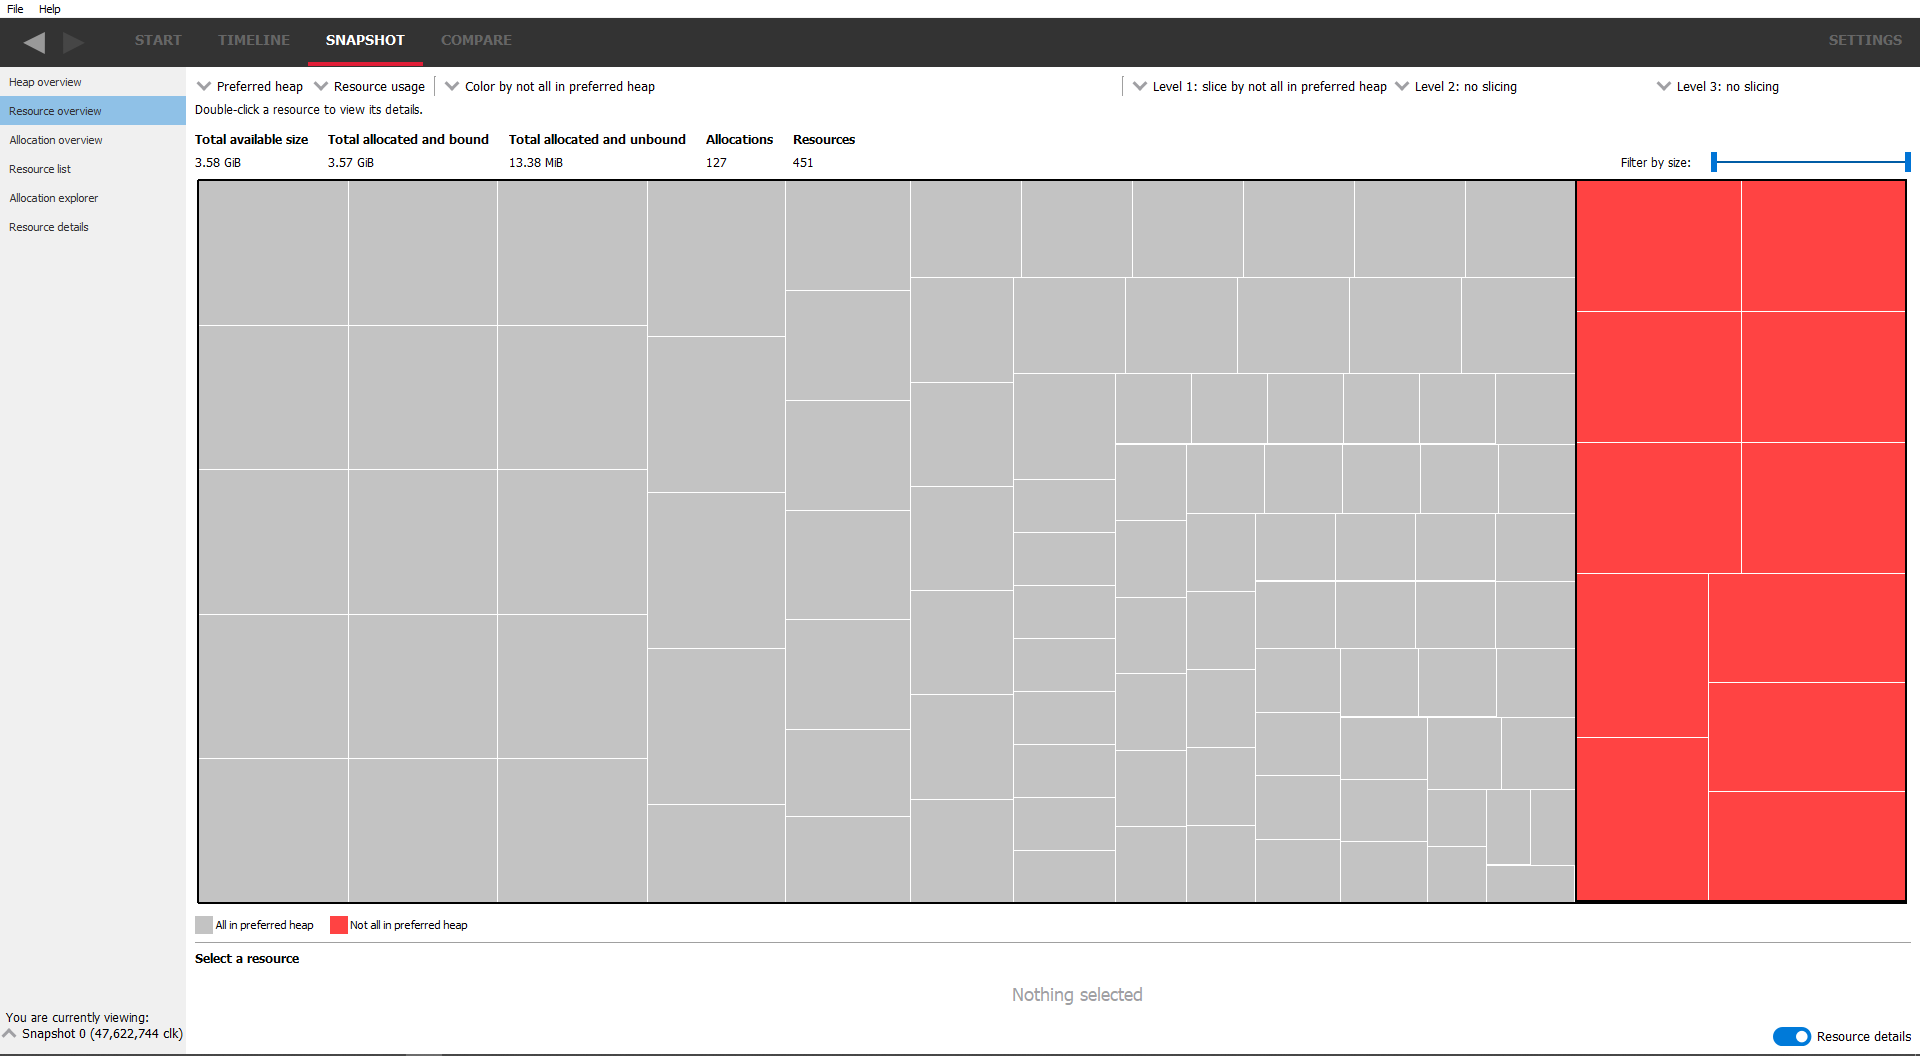 File Help
START TIMELINE SNAPSHOT COMPARE SETTINGS
Heap overview
Resource overview
Allocation overview
Resource list
Allocation explorer
Resource details
Preferred heap Resource usage Color by not all in preferred heap Level 1: slice by not all in preferred heap Level 2: no slicing Level 3: no slicing
Double-click a resource to view its details.
Total available size Total allocated and bound Total allocated and unbound Allocations Resources
3.58 GiB 3.57 GiB 13.38 MiB 127 451 Filter by size:
All in preferred heap Not all in preferred heap
Select a resource
Nothing selected
You are currently viewing:
Snapshot 0 (47,622,744 clk)
Resource details